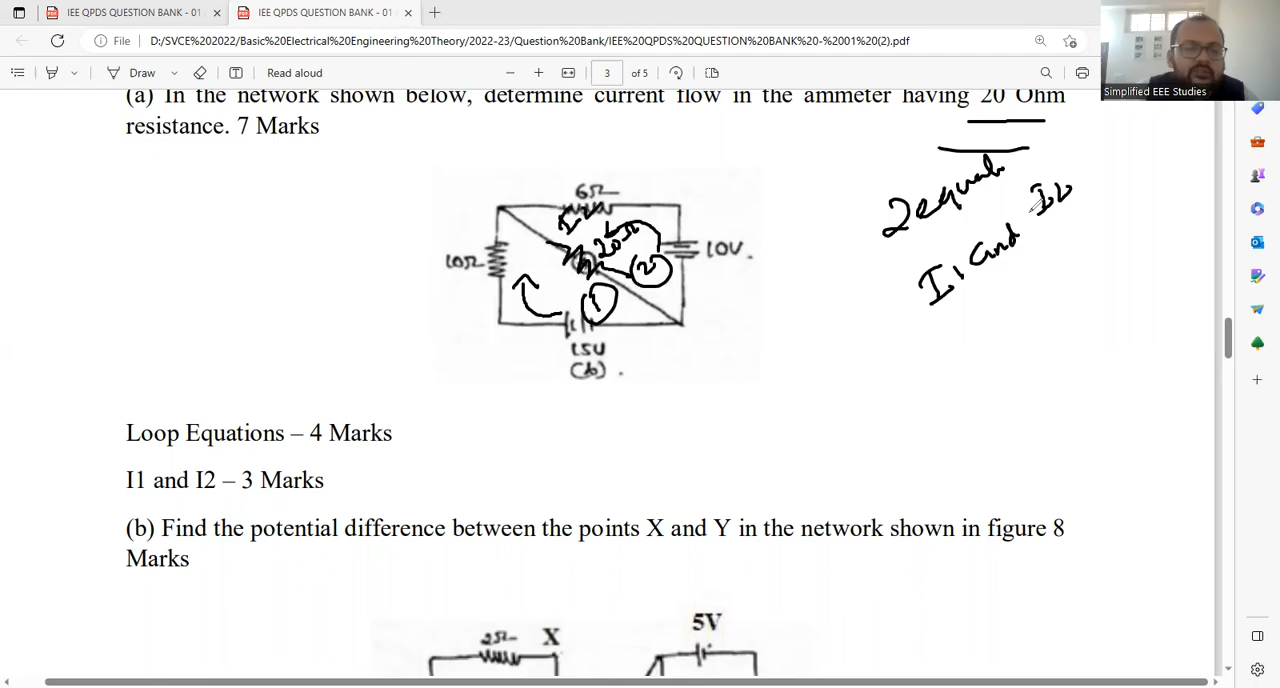 IEE QPDS QUESTION BANK - 01
IEE QPDS QUESTION BANK - 01
File
D:/SVCE%202022/Basic%20Electrical%20Engineering%20Theory/2022-23/Question%20Bank/IEE%20QPDS%20QUESTION%20BANK%20-%2001%20(2).pdf
Draw
Read aloud
3 of 5
Simplified EEE Studies
(a) In the network shown below, determine current flow in the ammeter having 20 Ohm
resistance. 7 Marks
6Ω
10Ω
20Ω
10V.
1
2
15V
(b).
2 equal
I1 and I2
Loop Equations – 4 Marks
I1 and I2 – 3 Marks
(b) Find the potential difference between the points X and Y in the network shown in figure 8
Marks
2Ω
X
5V